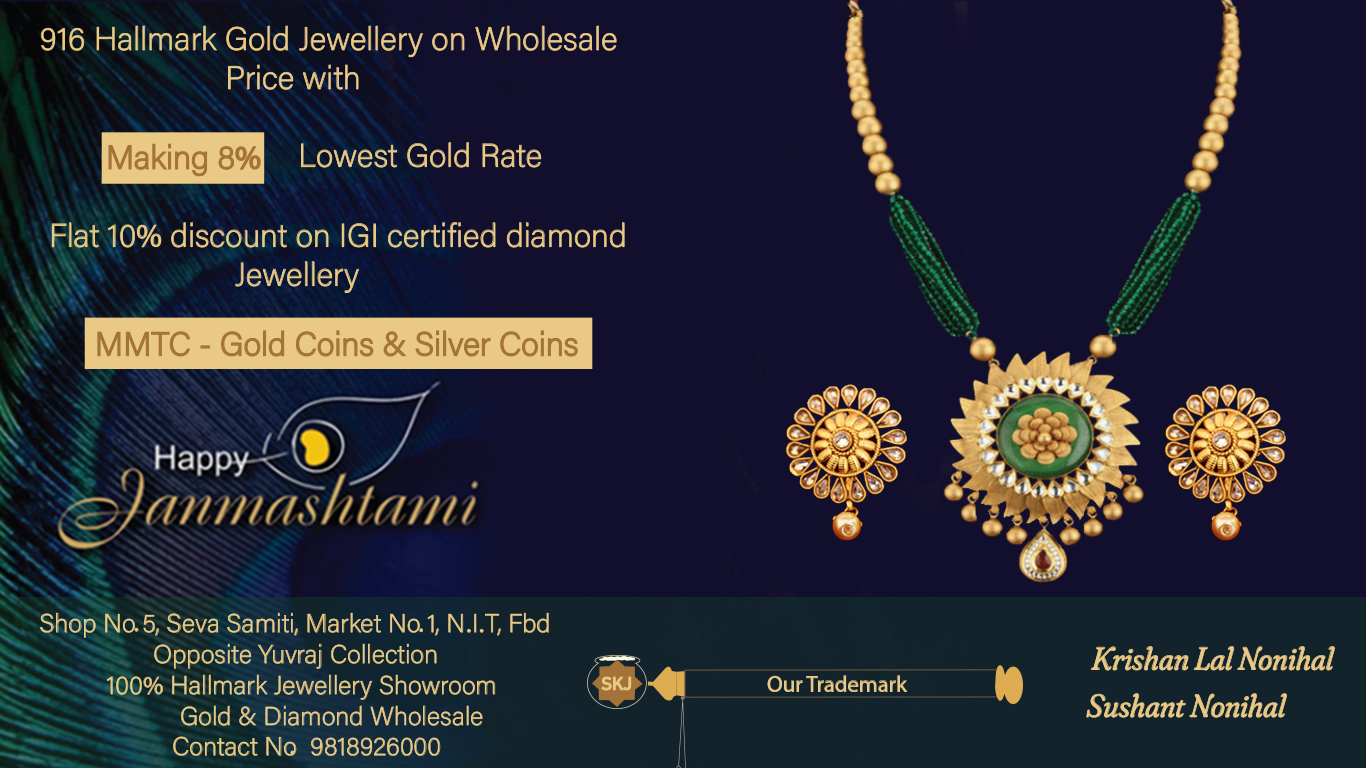 916 Hallmark Gold Jewellery on Wholesale
Price with
Making 8% Lowest Gold Rate
Flat 10% discount on IGI certified diamond
Jewellery
MMTC - Gold Coins & Silver Coins
Happy
Janmashtami
Shop No. 5, Seva Samiti, Market No. 1, N.I.T, Fbd
Opposite Yuvraj Collection
100% Hallmark Jewellery Showroom
Gold & Diamond Wholesale
Contact No 9818926000
SKJ
Our Trademark
Krishan Lal Nonihal
Sushant Nonihal